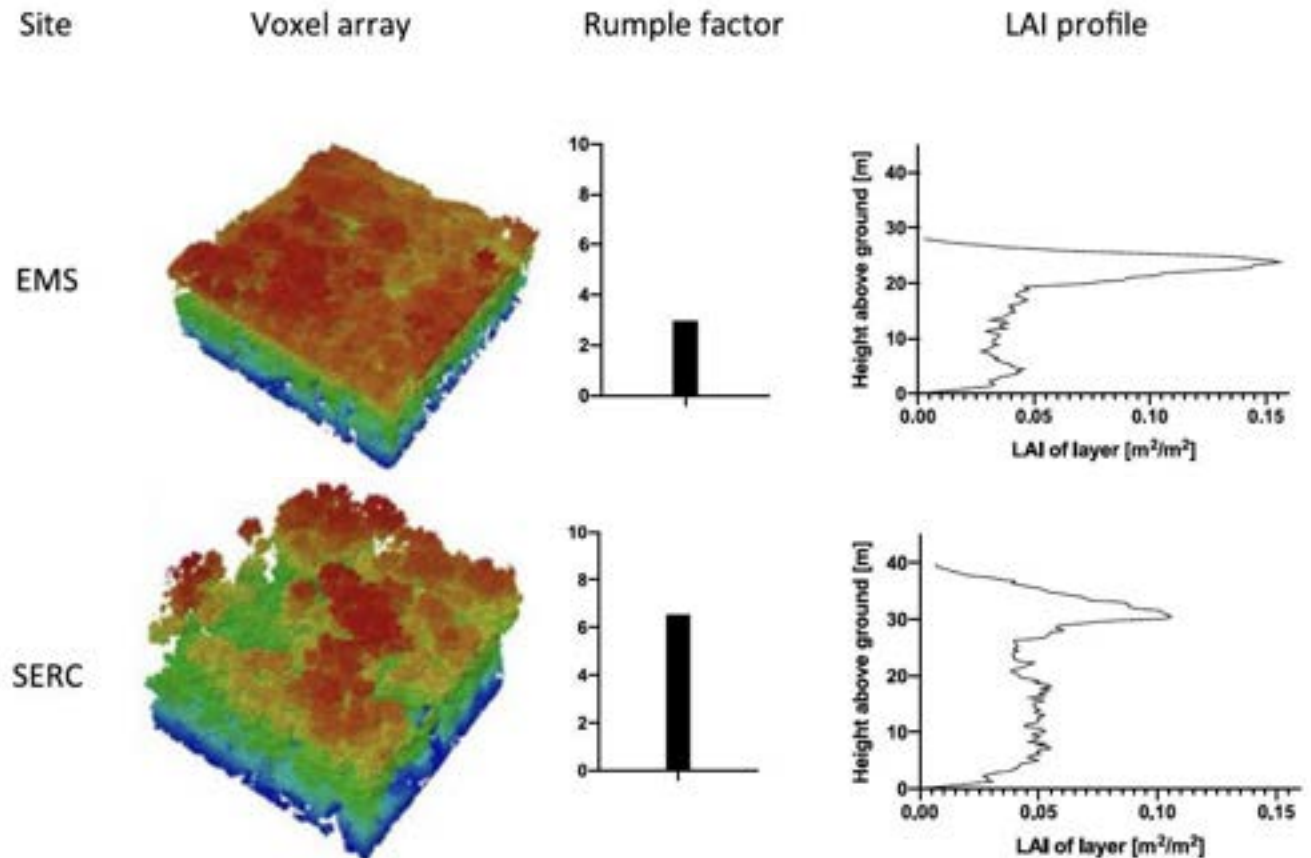 Site Voxel array Rumple factor LAI profile
EMS
10
8
6
4
2
0
Height above ground [m]
40
30
20
10
0
0.00 0.05 0.10 0.15
LAI of layer [m²/m²]
SERC
10
8
6
4
2
0
Height above ground [m]
40
30
20
10
0
0.00 0.05 0.10 0.15
LAI of layer [m²/m²]